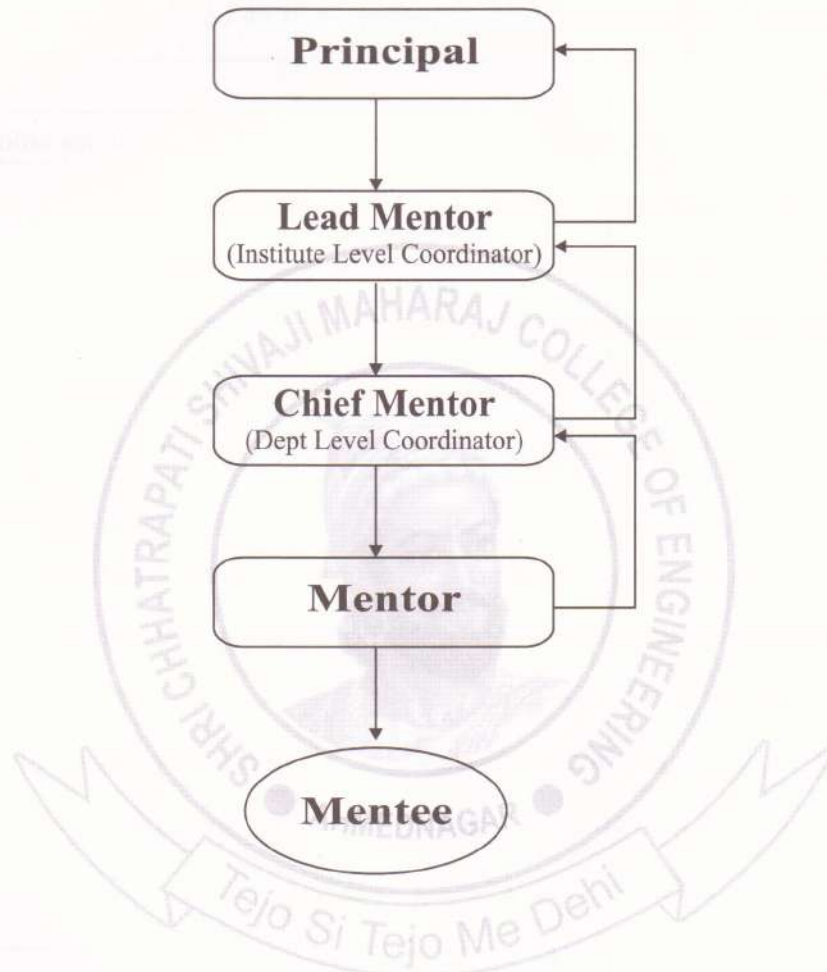 Principal
Lead Mentor
(Institute Level Coordinator)
Chief Mentor
(Dept Level Coordinator)
Mentor
Mentee
SHRI CHHATRAPATI SHIVAJI MAHARAJ COLLEGE OF ENGINEERING
AHMEDNAGAR
Tejo Si Tejo Me Dehi